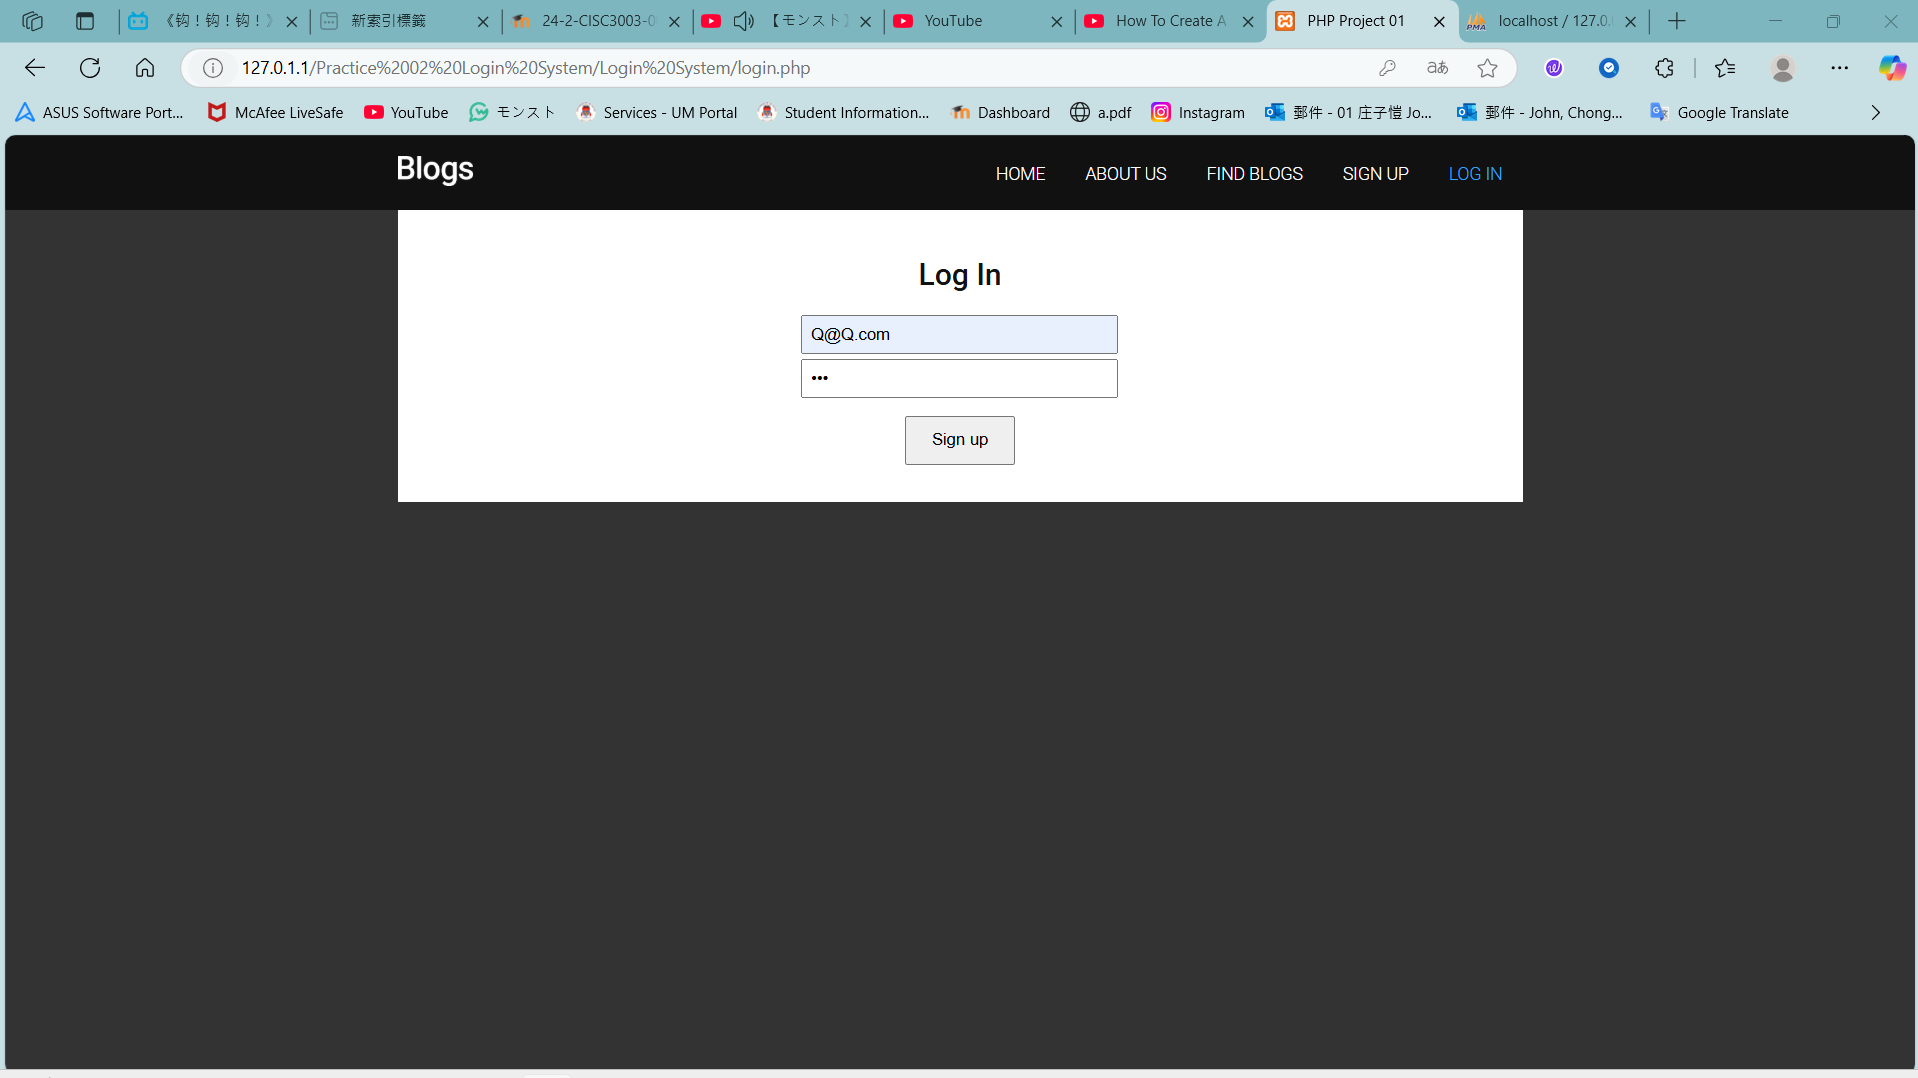 《钩！钩！钩！》
新索引標籤
24-2-CISC3003-0
【モンスト】
YouTube
How To Create A
PHP Project 01
localhost / 127.0.
127.0.1.1/Practice%2002%20Login%20System/Login%20System/login.php
aあ
ASUS Software Port...
McAfee LiveSafe
YouTube
モンスト
Services - UM Portal
Student Information...
Dashboard
a.pdf
Instagram
郵件 - 01 庄子愷 Jo...
郵件 - John, Chong...
Google Translate
Blogs
HOME
ABOUT US
FIND BLOGS
SIGN UP
LOG IN
Log In
Q@Q.com
•••
Sign up